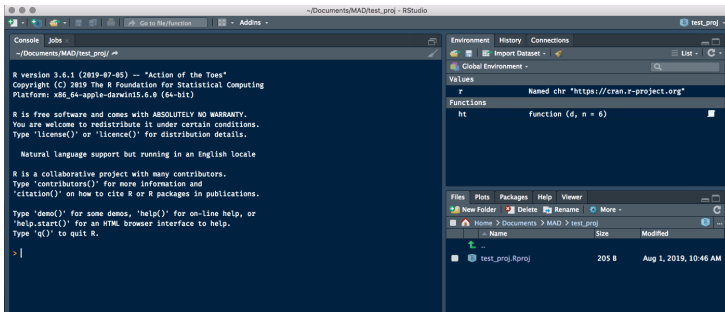 ~/Documents/MAD/test_proj - RStudio
Go to file/function
Addins
test_proj
Console Jobs
~/Documents/MAD/test_proj/
R version 3.6.1 (2019-07-05) -- "Action of the Toes"
Copyright (C) 2019 The R Foundation for Statistical Computing
Platform: x86_64-apple-darwin15.6.0 (64-bit)
R is free software and comes with ABSOLUTELY NO WARRANTY.
You are welcome to redistribute it under certain conditions.
Type 'license()' or 'licence()' for distribution details.
Natural language support but running in an English locale
R is a collaborative project with many contributors.
Type 'contributors()' for more information and
'citation()' on how to cite R or R packages in publications.
Type 'demo()' for some demos, 'help()' for on-line help, or
'help.start()' for an HTML browser interface to help.
Type 'q()' to quit R.
>
Environment History Connections
Import Dataset
List
Global Environment
Values
r Named chr "https://cran.r-project.org"
Functions
ht function (d, n = 6)
Files Plots Packages Help Viewer
New Folder Delete Rename More
Home > Documents > MAD > test_proj
Name Size Modified
..
test_proj.Rproj 205 B Aug 1, 2019, 10:46 AM